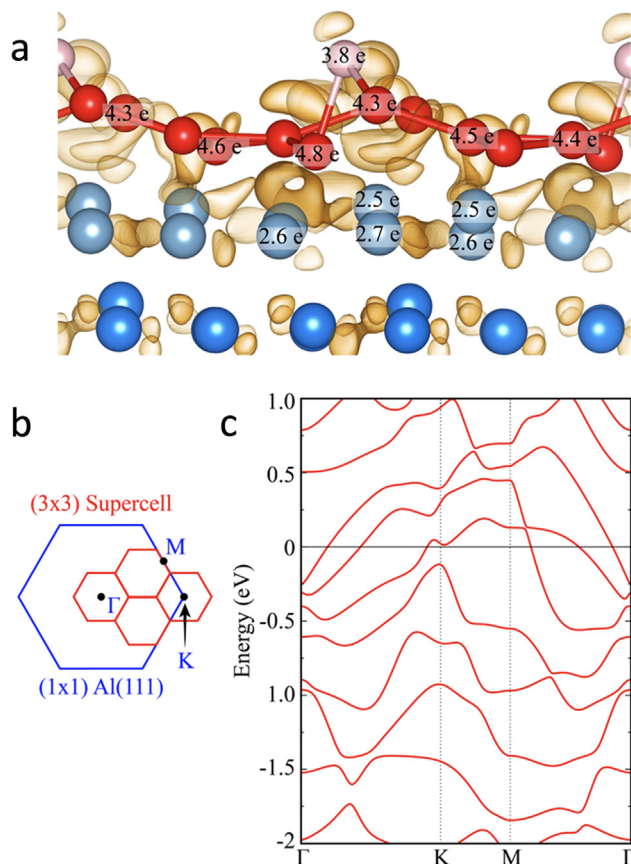 a
3.8 e
4.3 e
4.3 e
4.6 e
4.8 e
4.5 e
4.4 e
2.5 e
2.5 e
2.6 e
2.7 e
2.6 e
b
c
(3x3) Supercell
M
Γ
K
(1x1) Al(111)
Energy (eV)
1.0
0.5
0
-0.5
1.0
-1.5
-2
Γ
K
M
Γ